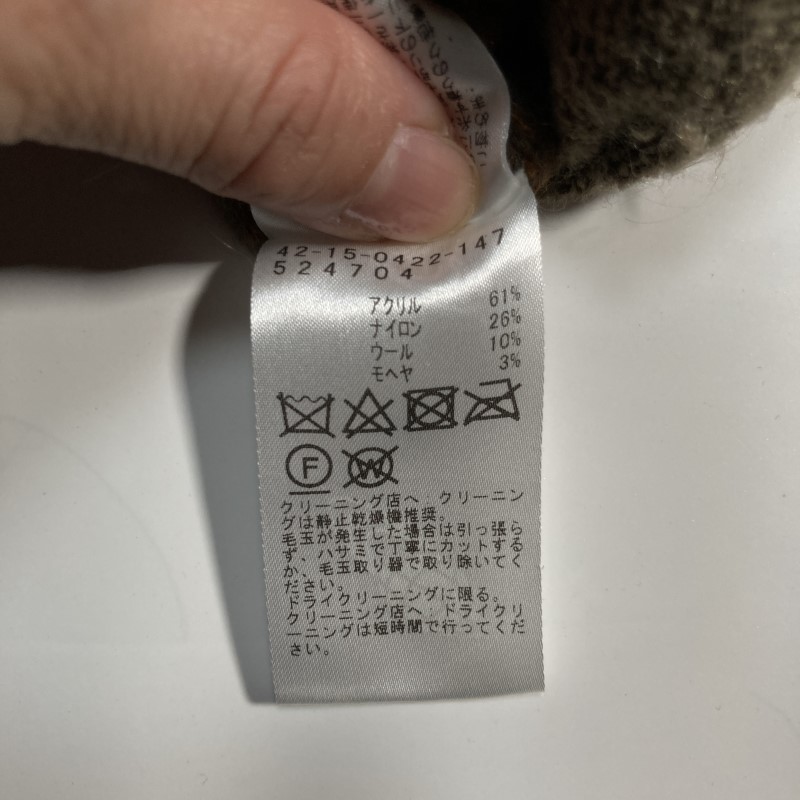 42-15-0422-147
524704
アクリル 61%
ナイロン 26%
ウール 10%
モヘヤ 3%
F
W
クリーニング店へ:クリーニン
グは静止乾燥機推奨。
毛玉が発生した場合は引っ張ら
ず、ハサミで丁寧にカットする
か、毛玉取り器で取り除いてく
ださい。
ドライクリーニングに限る。
クリーニング店へ:ドライクリ
ーニングは短時間で行ってくだ
さい。